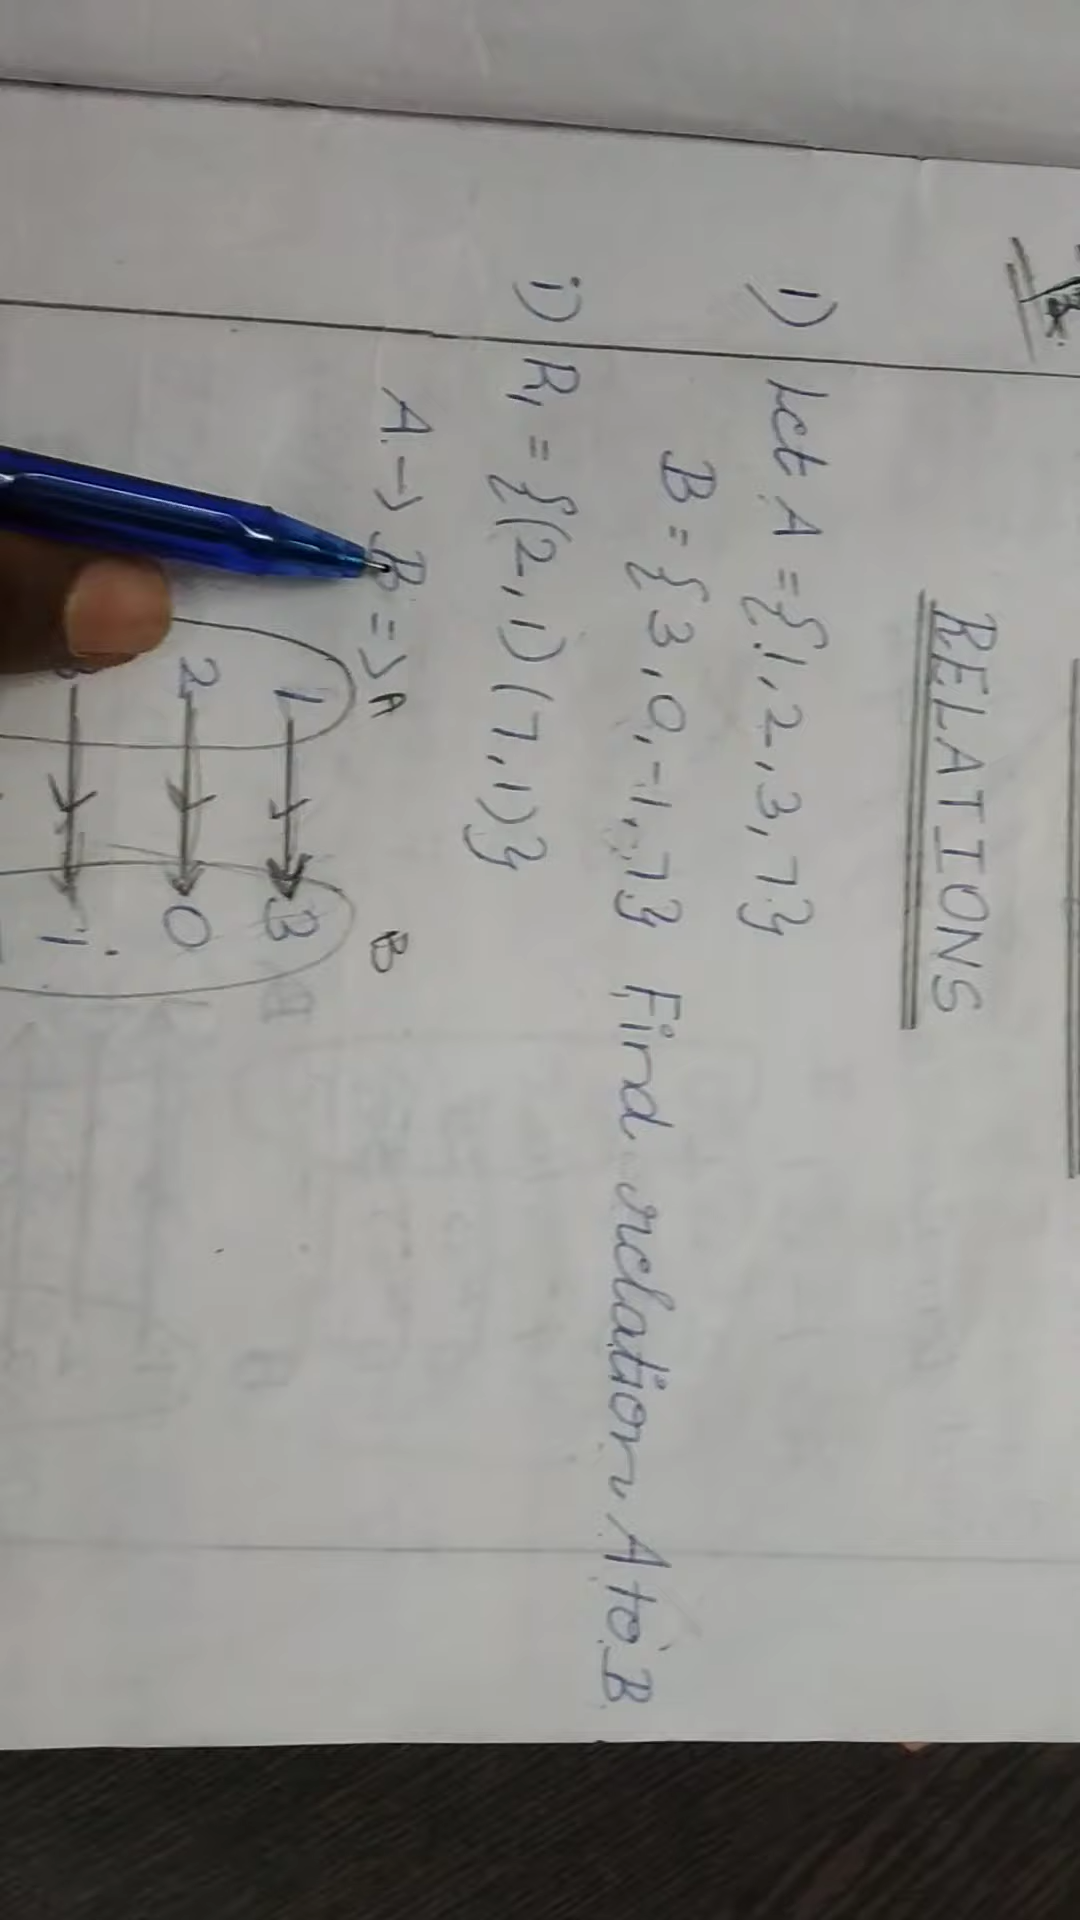 RELATIONS
1) Let A = {1, 2, 3, 7}
B = {3, 0, -1, 7} Find relation A to B
i) R₁ = {(2, 1) (7, 1)}
A → B => A B
1 3
2 0
-1